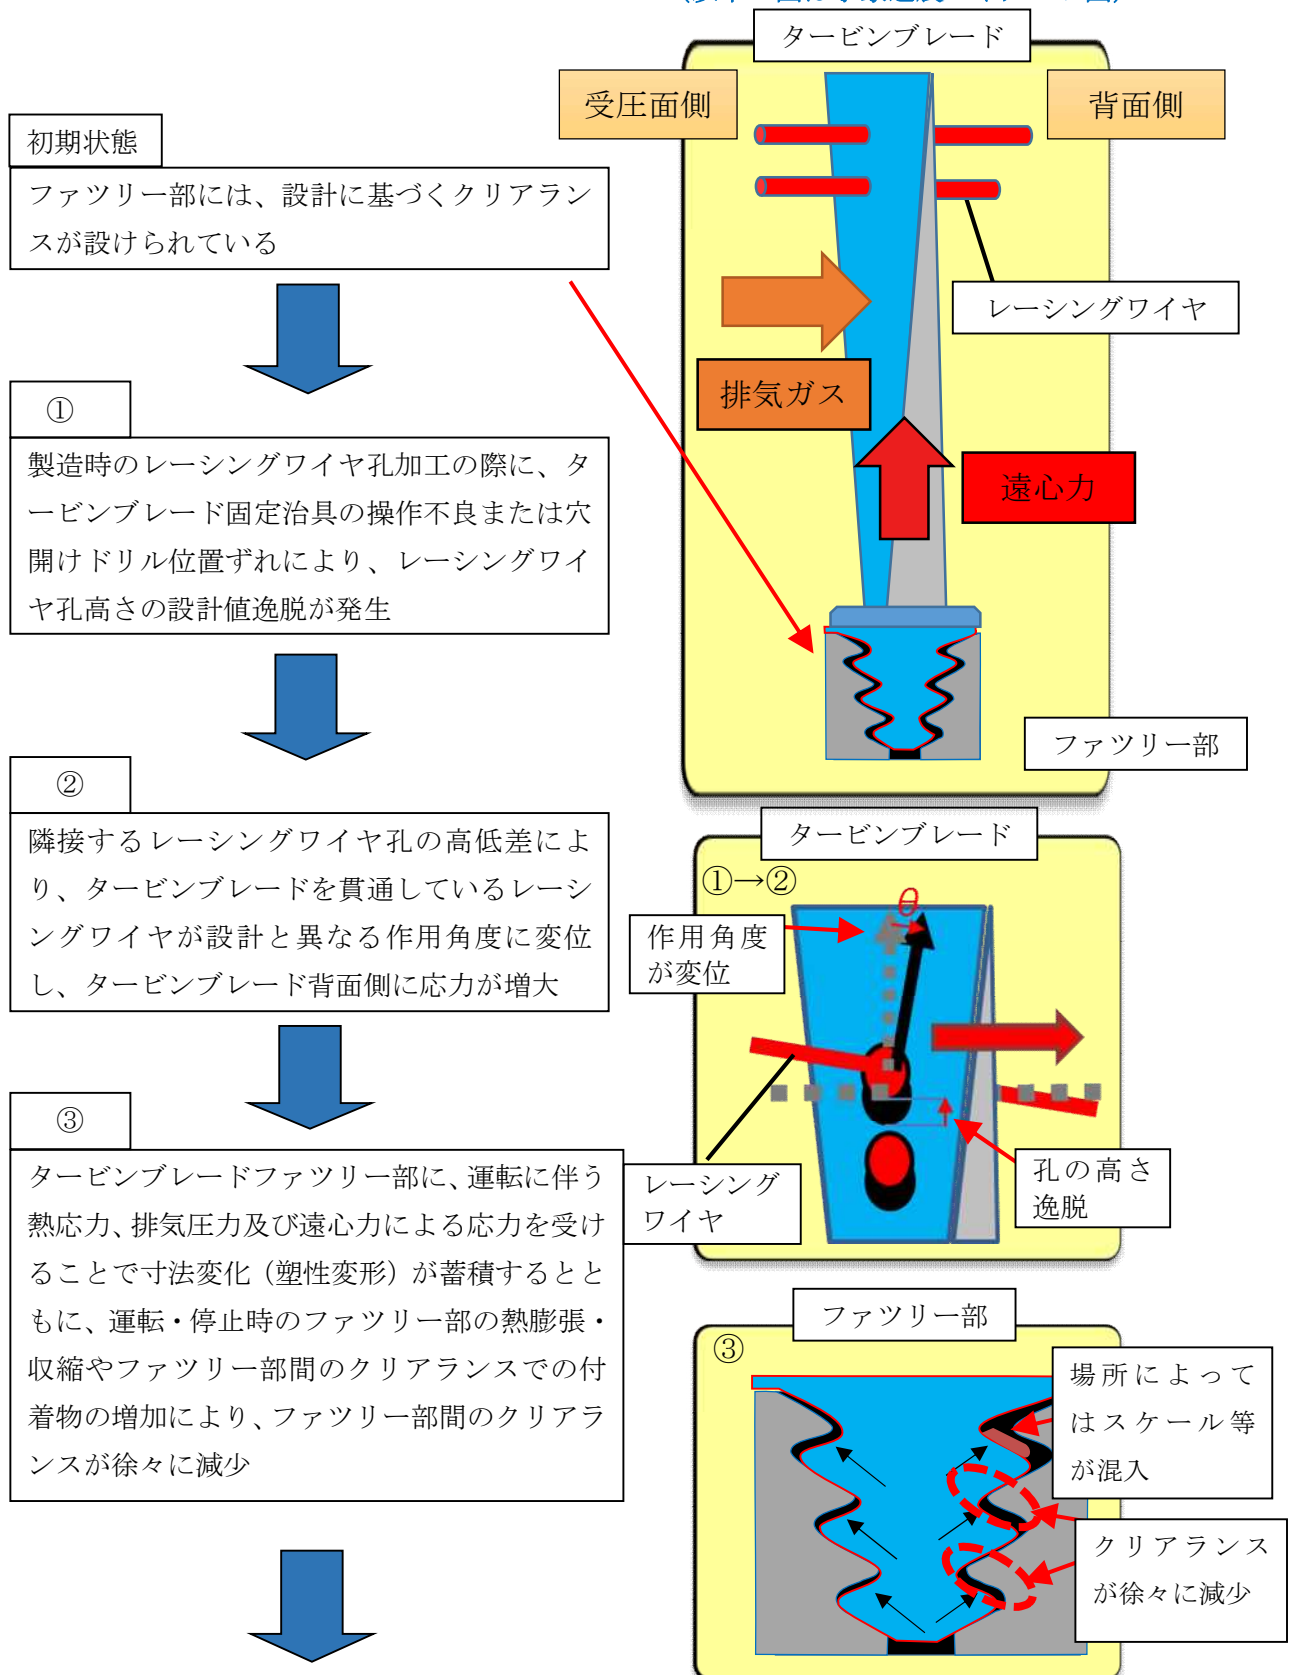 タービンブレード
受圧面側
背面側
初期状態
ファツリー部には、設計に基づくクリアラン
スが設けられている
レーシングワイヤ
排気ガス
遠心力
ファツリー部
①
製造時のレーシングワイヤ孔加工の際に、タ
ービンブレード固定治具の操作不良または穴
開けドリル位置ずれにより、レーシングワイ
ヤ孔高さの設計値逸脱が発生
②
隣接するレーシングワイヤ孔の高低差によ
り、タービンブレードを貫通しているレーシ
ングワイヤが設計と異なる作用角度に変位
し、タービンブレード背面側に応力が増大
タービンブレード
①→②
θ
作用角度
が変位
レーシング
ワイヤ
孔の高さ
逸脱
③
タービンブレードファツリー部に、運転に伴う
熱応力、排気圧力及び遠心力による応力を受け
ることで寸法変化（塑性変形）が蓄積するとと
もに、運転・停止時のファツリー部の熱膨張・
収縮やファツリー部間のクリアランスでの付
着物の増加により、ファツリー部間のクリアラ
ンスが徐々に減少
ファツリー部
③
場所によって
はスケール等
が混入
クリアランス
が徐々に減少